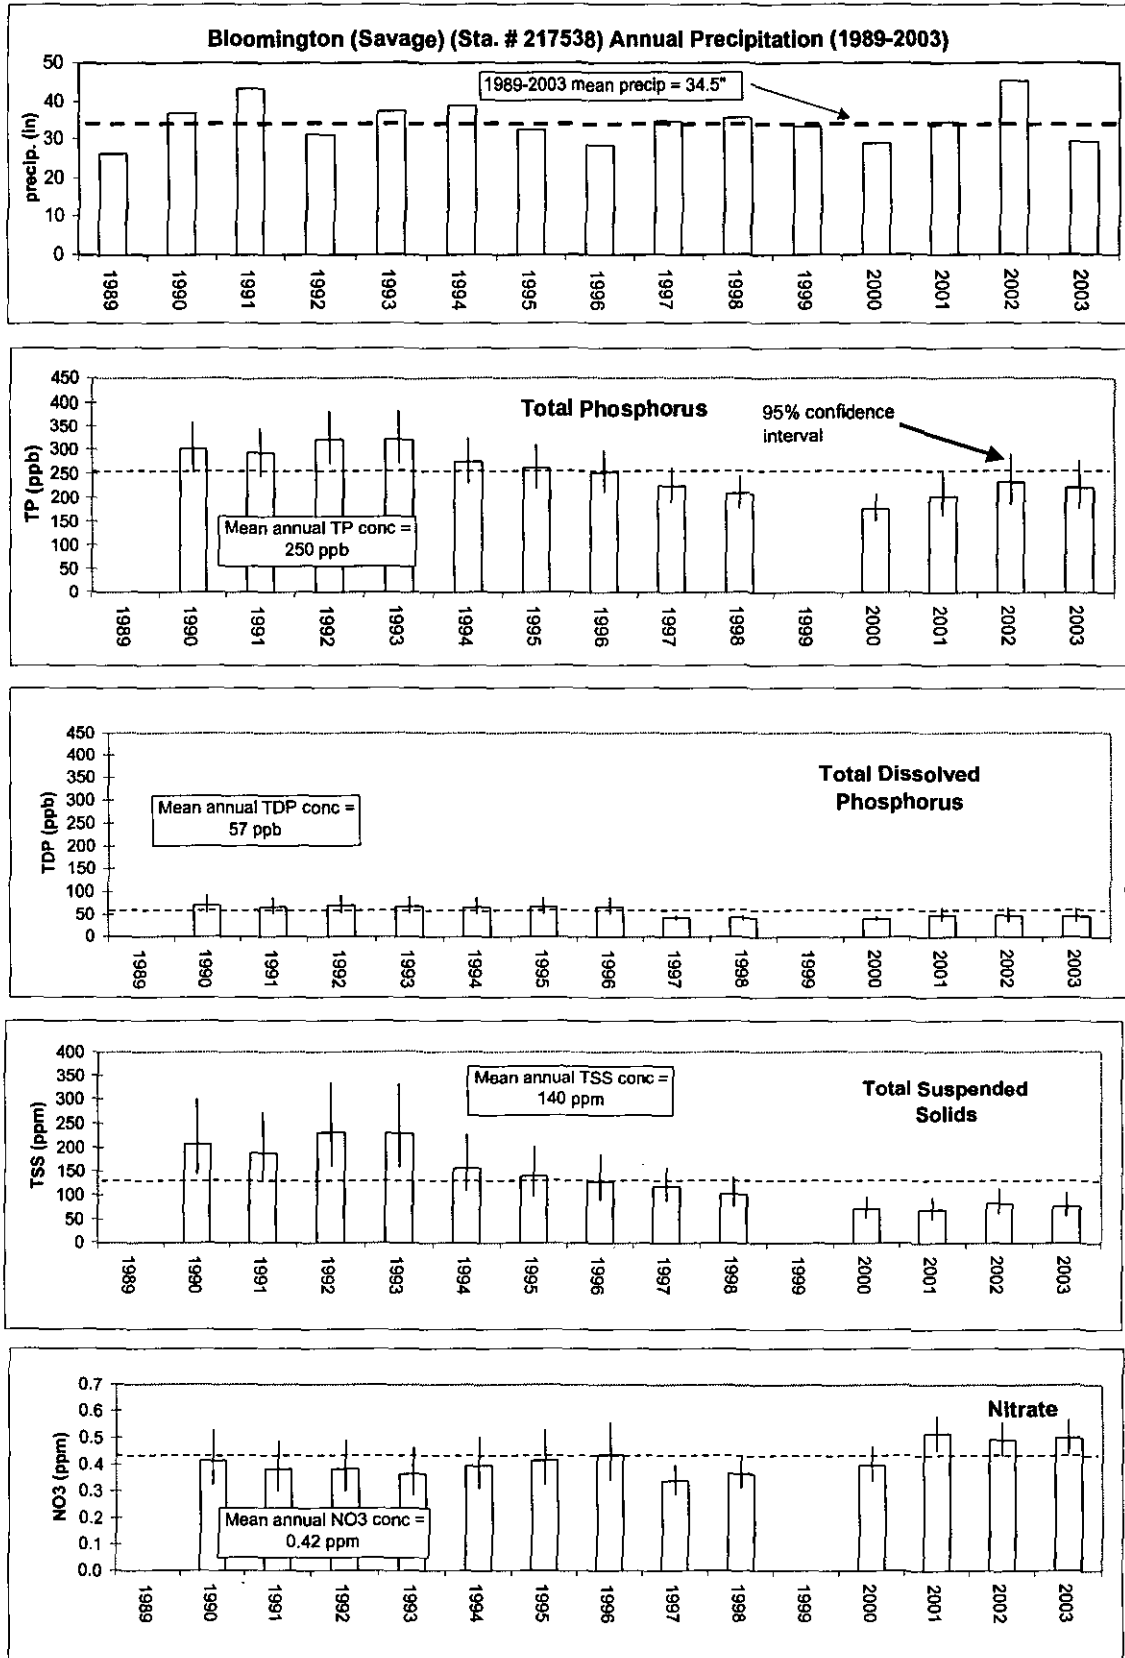 Bloomington (Savage) (Sta. # 217538) Annual Precipitation (1989-2003)
precip. (in)
50
40
30
20
10
0
1989-2003 mean precip = 34.5"
1989 1990 1991 1992 1993 1994 1995 1996 1997 1998 1999 2000 2001 2002 2003
Total Phosphorus
TP (ppb)
450
400
350
300
250
200
150
100
50
0
95% confidence
interval
Mean annual TP conc =
250 ppb
1989 1990 1991 1992 1993 1994 1995 1996 1997 1998 1999 2000 2001 2002 2003
Total Dissolved
Phosphorus
TDP (ppb)
450
400
350
300
250
200
150
100
50
0
Mean annual TDP conc =
57 ppb
1989 1990 1991 1992 1993 1994 1995 1996 1997 1998 1999 2000 2001 2002 2003
Total Suspended
Solids
TSS (ppm)
400
350
300
250
200
150
100
50
0
Mean annual TSS conc =
140 ppm
1989 1990 1991 1992 1993 1994 1995 1996 1997 1998 1999 2000 2001 2002 2003
Nitrate
NO3 (ppm)
0.7
0.6
0.5
0.4
0.3
0.2
0.1
0.0
Mean annual NO3 conc =
0.42 ppm
1989 1990 1991 1992 1993 1994 1995 1996 1997 1998 1999 2000 2001 2002 2003